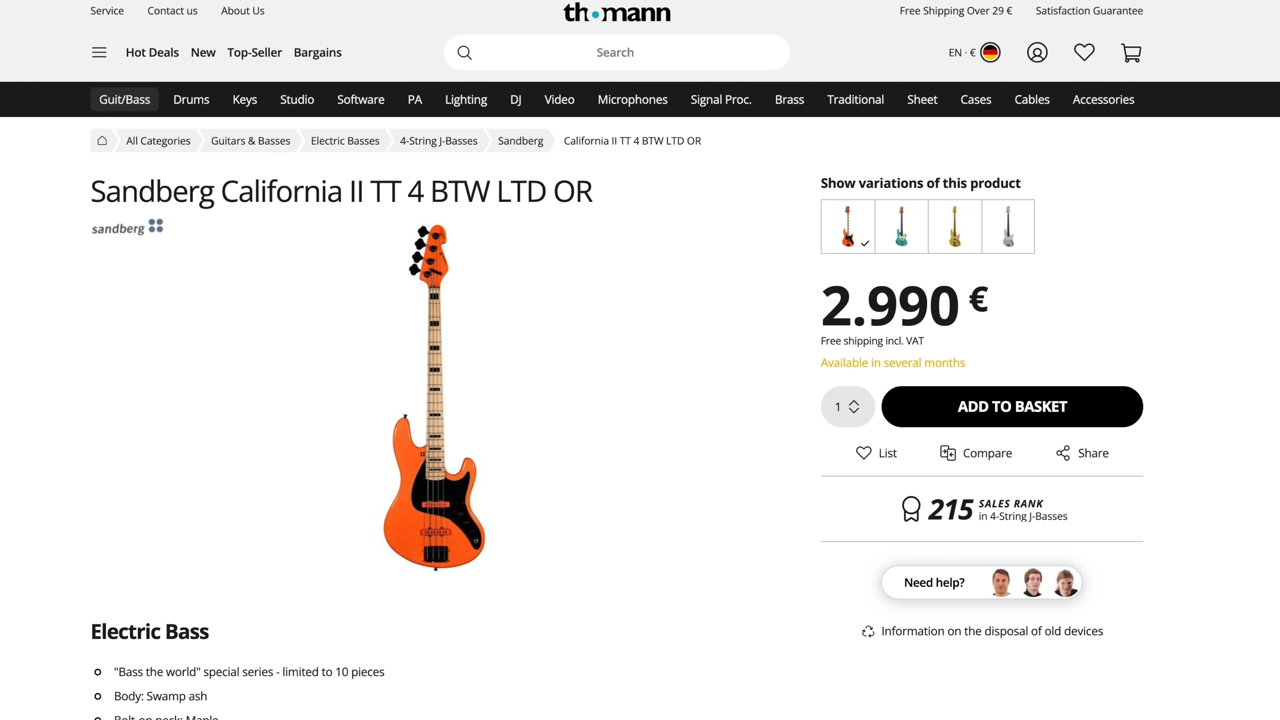 Service Contact us About Us
th•mann
Free Shipping Over 29 € Satisfaction Guarantee
Hot Deals New Top-Seller Bargains
Search
EN · €
Guit/Bass Drums Keys Studio Software PA Lighting DJ Video Microphones Signal Proc. Brass Traditional Sheet Cases Cables Accessories
All Categories Guitars & Basses Electric Basses 4-String J-Basses Sandberg California II TT 4 BTW LTD OR
Sandberg California II TT 4 BTW LTD OR
sandberg
Show variations of this product
2.990 €
Free shipping incl. VAT
Available in several months
1
ADD TO BASKET
List Compare Share
215 SALES RANK
in 4-String J-Basses
Need help?
Information on the disposal of old devices
Electric Bass
"Bass the world" special series - limited to 10 pieces
Body: Swamp ash
Bolt-on neck: Maple